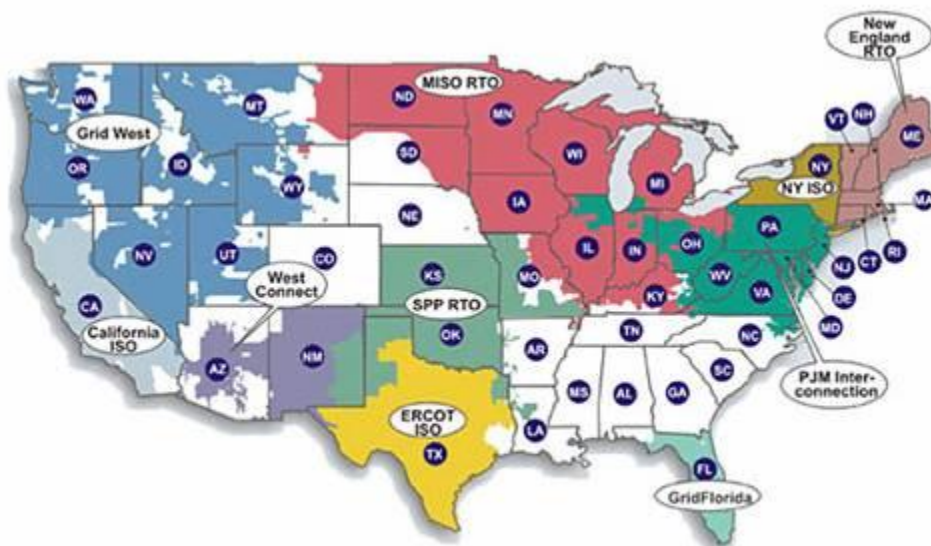 New
England
RTO
MISO RTO
WA
MT
ND
MN
VT
NH
ME
Grid West
OR
ID
SD
WI
MI
NY
NY ISO
WY
IA
MA
NE
PA
NV
UT
CO
IL
IN
OH
NJ
CT
RI
West
Connect
KS
MO
WV
VA
DE
CA
SPP RTO
KY
MD
California
ISO
OK
TN
NC
AZ
NM
AR
SC
PJM Inter-
connection
MS
AL
GA
ERCOT
ISO
LA
TX
FL
GridFlorida